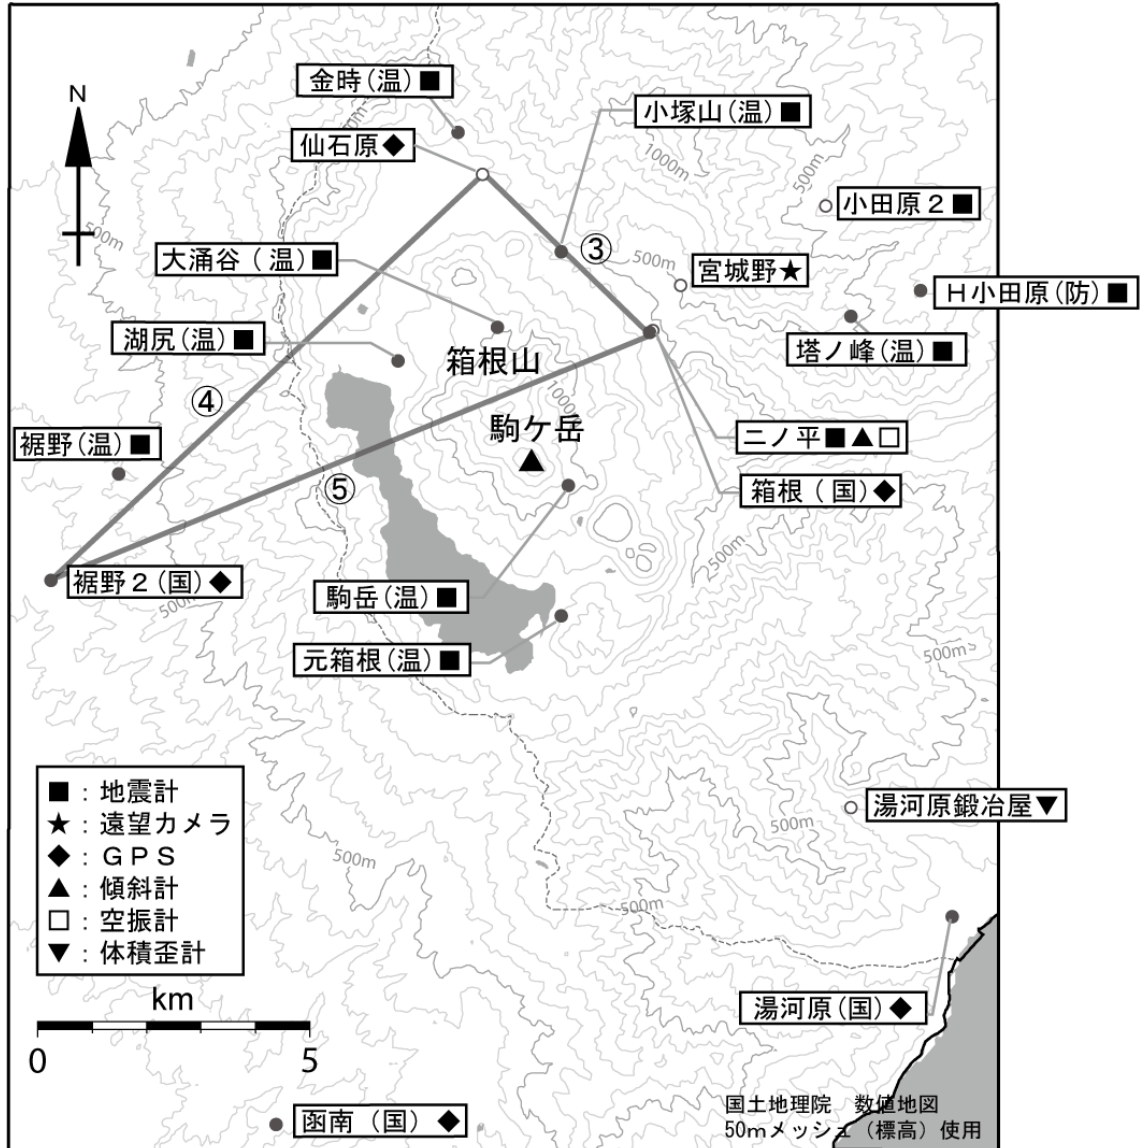 金時(温)■
小塚山(温)■
N
仙石原◆
1000m
500m
小田原2■
500m
大涌谷(温)■
③
500m
宮城野★
H小田原(防)■
湖尻(温)■
箱根山
塔ノ峰(温)■
④
1000m
駒ケ岳
▲
裾野(温)■
二ノ平■▲□
⑤
箱根(国)◆
500m
裾野2(国)◆
駒岳(温)■
500m
元箱根(温)■
500m
■:地震計
★:遠望カメラ
◆:GPS
▲:傾斜計
□:空振計
▼:体積歪計
湯河原鍛冶屋▼
500m
500m
500m
km
0 5
湯河原(国)◆
函南(国)◆
国土地理院 数値地図
50mメッシュ(標高)使用